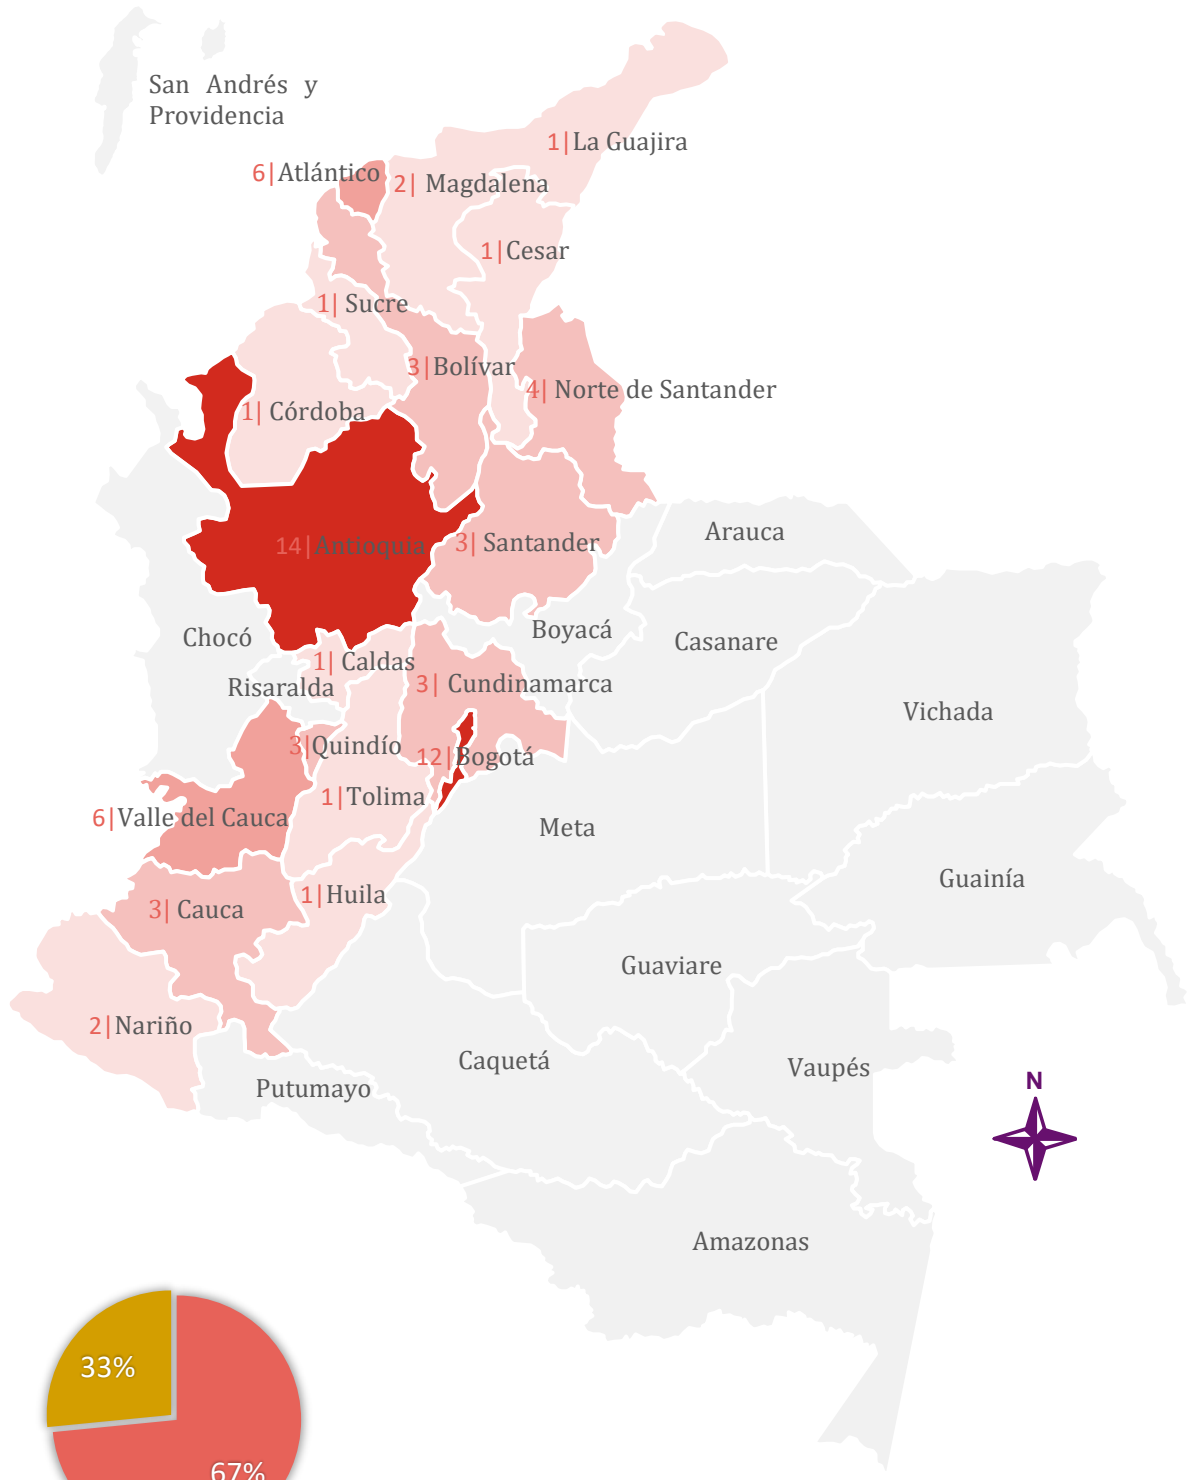 San Andrés y
Providencia
1|La Guajira
6|Atlántico
2| Magdalena
1|Cesar
1| Sucre
3|Bolívar
4| Norte de Santander
1| Córdoba
Arauca
14|Antioquia
3| Santander
Boyacá
Chocó
Casanare
1| Caldas
Risaralda
3| Cundinamarca
Vichada
3|Quindío
12|Bogotá
1|Tolima
6|Valle del Cauca
Meta
Guainía
1|Huila
3| Cauca
Guaviare
2|Nariño
Caquetá
Vaupés
Putumayo
N
Amazonas
33%
67%